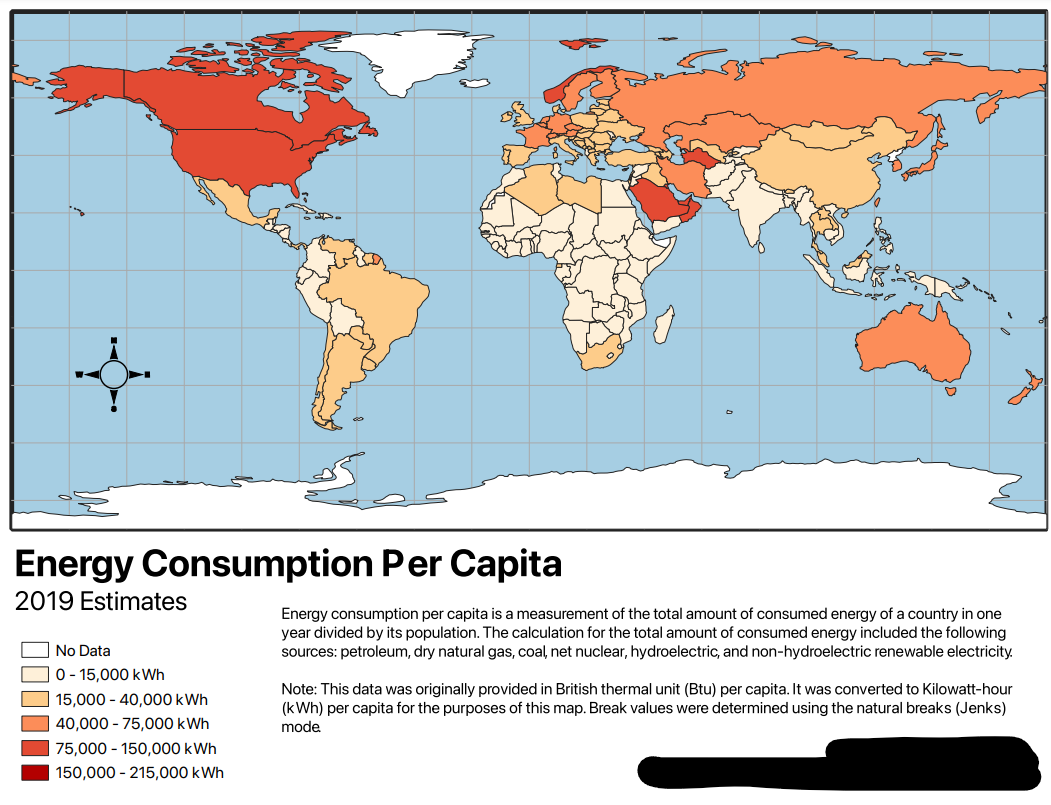 Energy Consumption Per Capita
2019 Estimates
No Data
0 - 15,000 kWh
15,000 - 40,000 kWh
40,000 - 75,000 kWh
75,000 - 150,000 kWh
150,000 - 215,000 kWh
Energy consumption per capita is a measurement of the total amount of consumed energy of a country in one
year divided by its population. The calculation for the total amount of consumed energy included the following
sources: petroleum, dry natural gas, coal, net nuclear, hydroelectric, and non-hydroelectric renewable electricity.
Note: This data was originally provided in British thermal unit (Btu) per capita. It was converted to Kilowatt-hour
(kWh) per capita for the purposes of this map. Break values were determined using the natural breaks (Jenks)
mode.